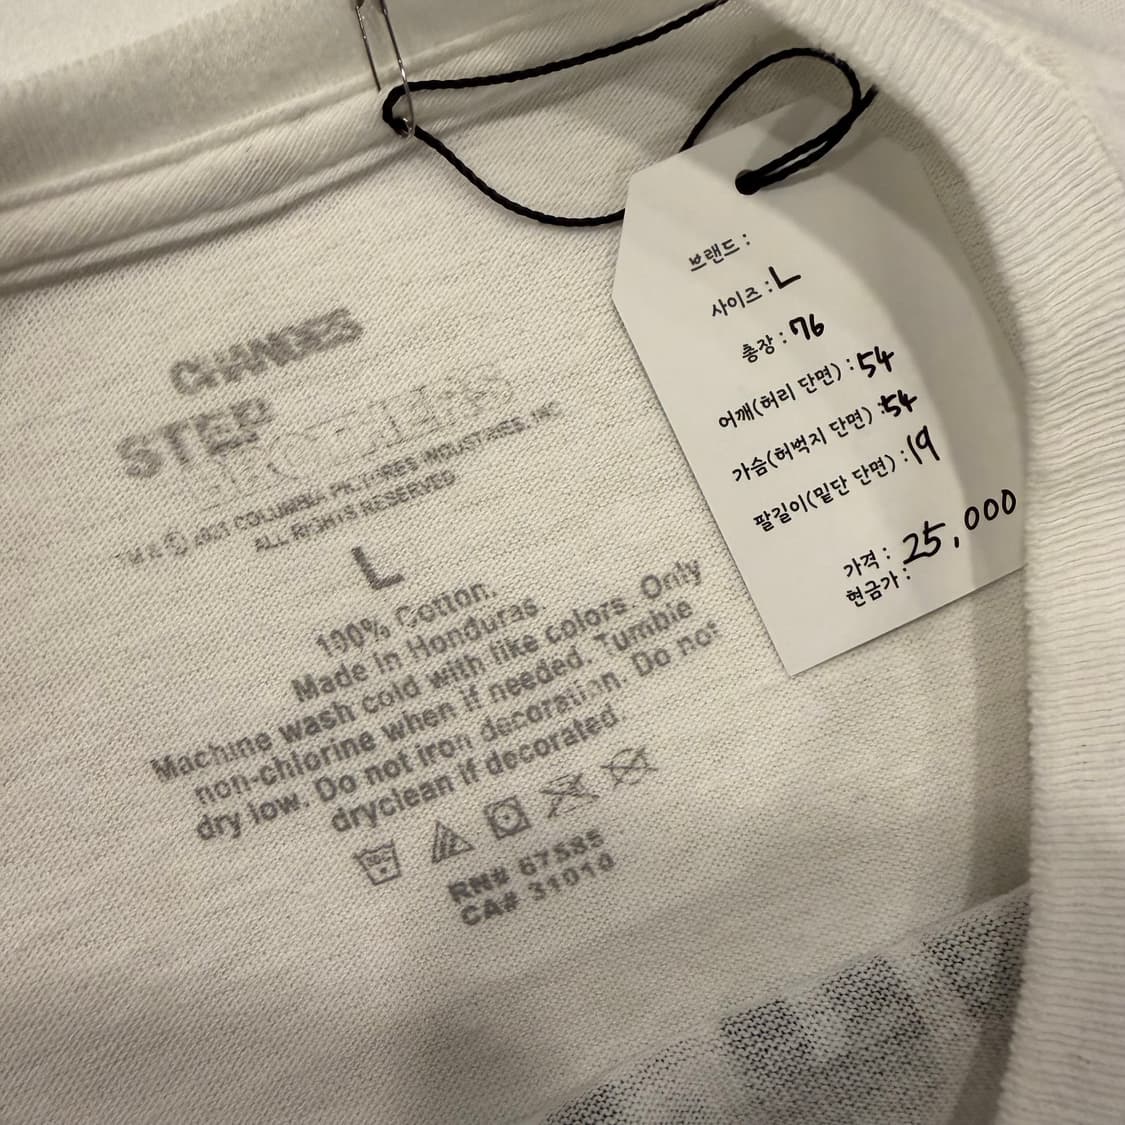 STEP
COLUMBIA PICTURES INDUSTRIES, INC
ALL RIGHTS RESERVED
L
100% Cotton.
Made in Honduras.
Machine wash cold with like colors. Only
non-chlorine when if needed. Tumble
dry low. Do not iron decoration. Do not
dryclean if decorated
RN# 67585
CA# 31010
브랜드 :
사이즈 : L
총장 : 76
어깨(허리 단면) : 54
가슴(허벅지 단면) : 54
팔길이(밑단 단면) : 19
가격 : 25,000
현금가 :